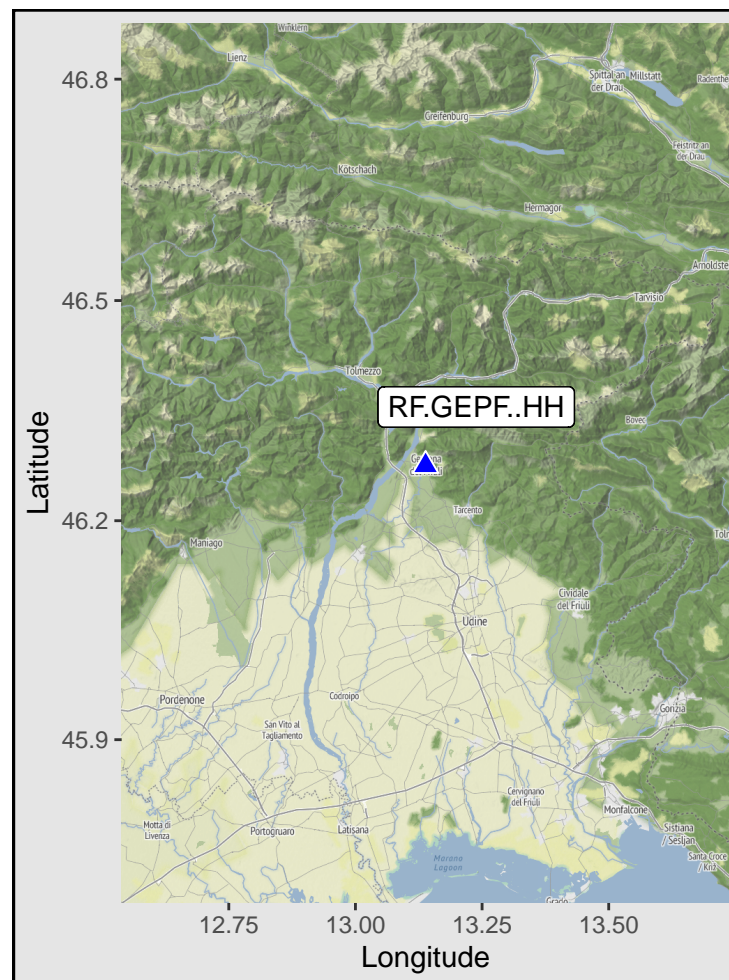 Winklern
Lienz
46.8
Spittal an
der Drau
Millstatt
Radenthe
Greifenburg
Feistritz an
der Drau
Kötschach
Hermagor
Arnoldste
46.5
Tarvisio
Tolmezzo
RF.GEPF..HH
Bovec
Latitude
46.2
Tarcento
Maniago
Cividale
del Friuli
Udine
Pordenone
Codroipo
Gorizia
San Vito al
Tagliamento
45.9
Cervignano
del Friuli
Monfalcone
Motta di
Livenza
Portogruaro
Latisana
Sistiana
/ Sesljan
Marano
Lagoon
Santa Croce
/ Križ
Grado
12.75
13.00
13.25
13.50
Longitude